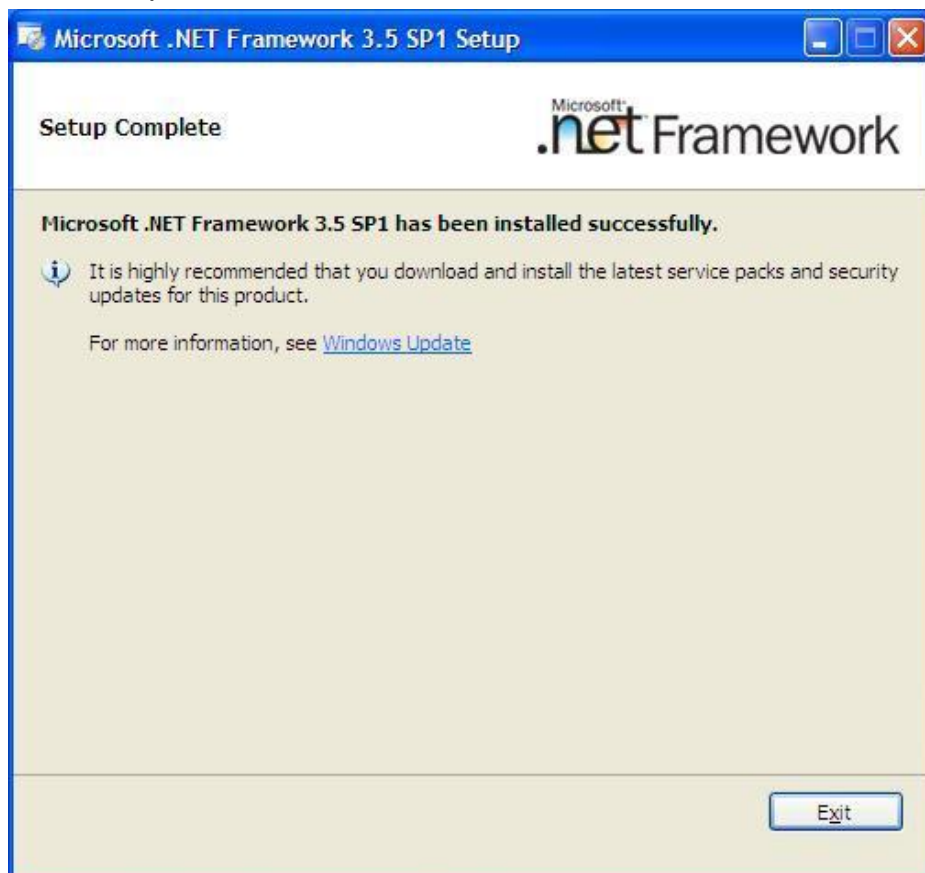 Microsoft .NET Framework 3.5 SP1 Setup
Setup Complete
Microsoft
.net Framework
Microsoft .NET Framework 3.5 SP1 has been installed successfully.
It is highly recommended that you download and install the latest service packs and security
updates for this product.
For more information, see Windows Update
Exit